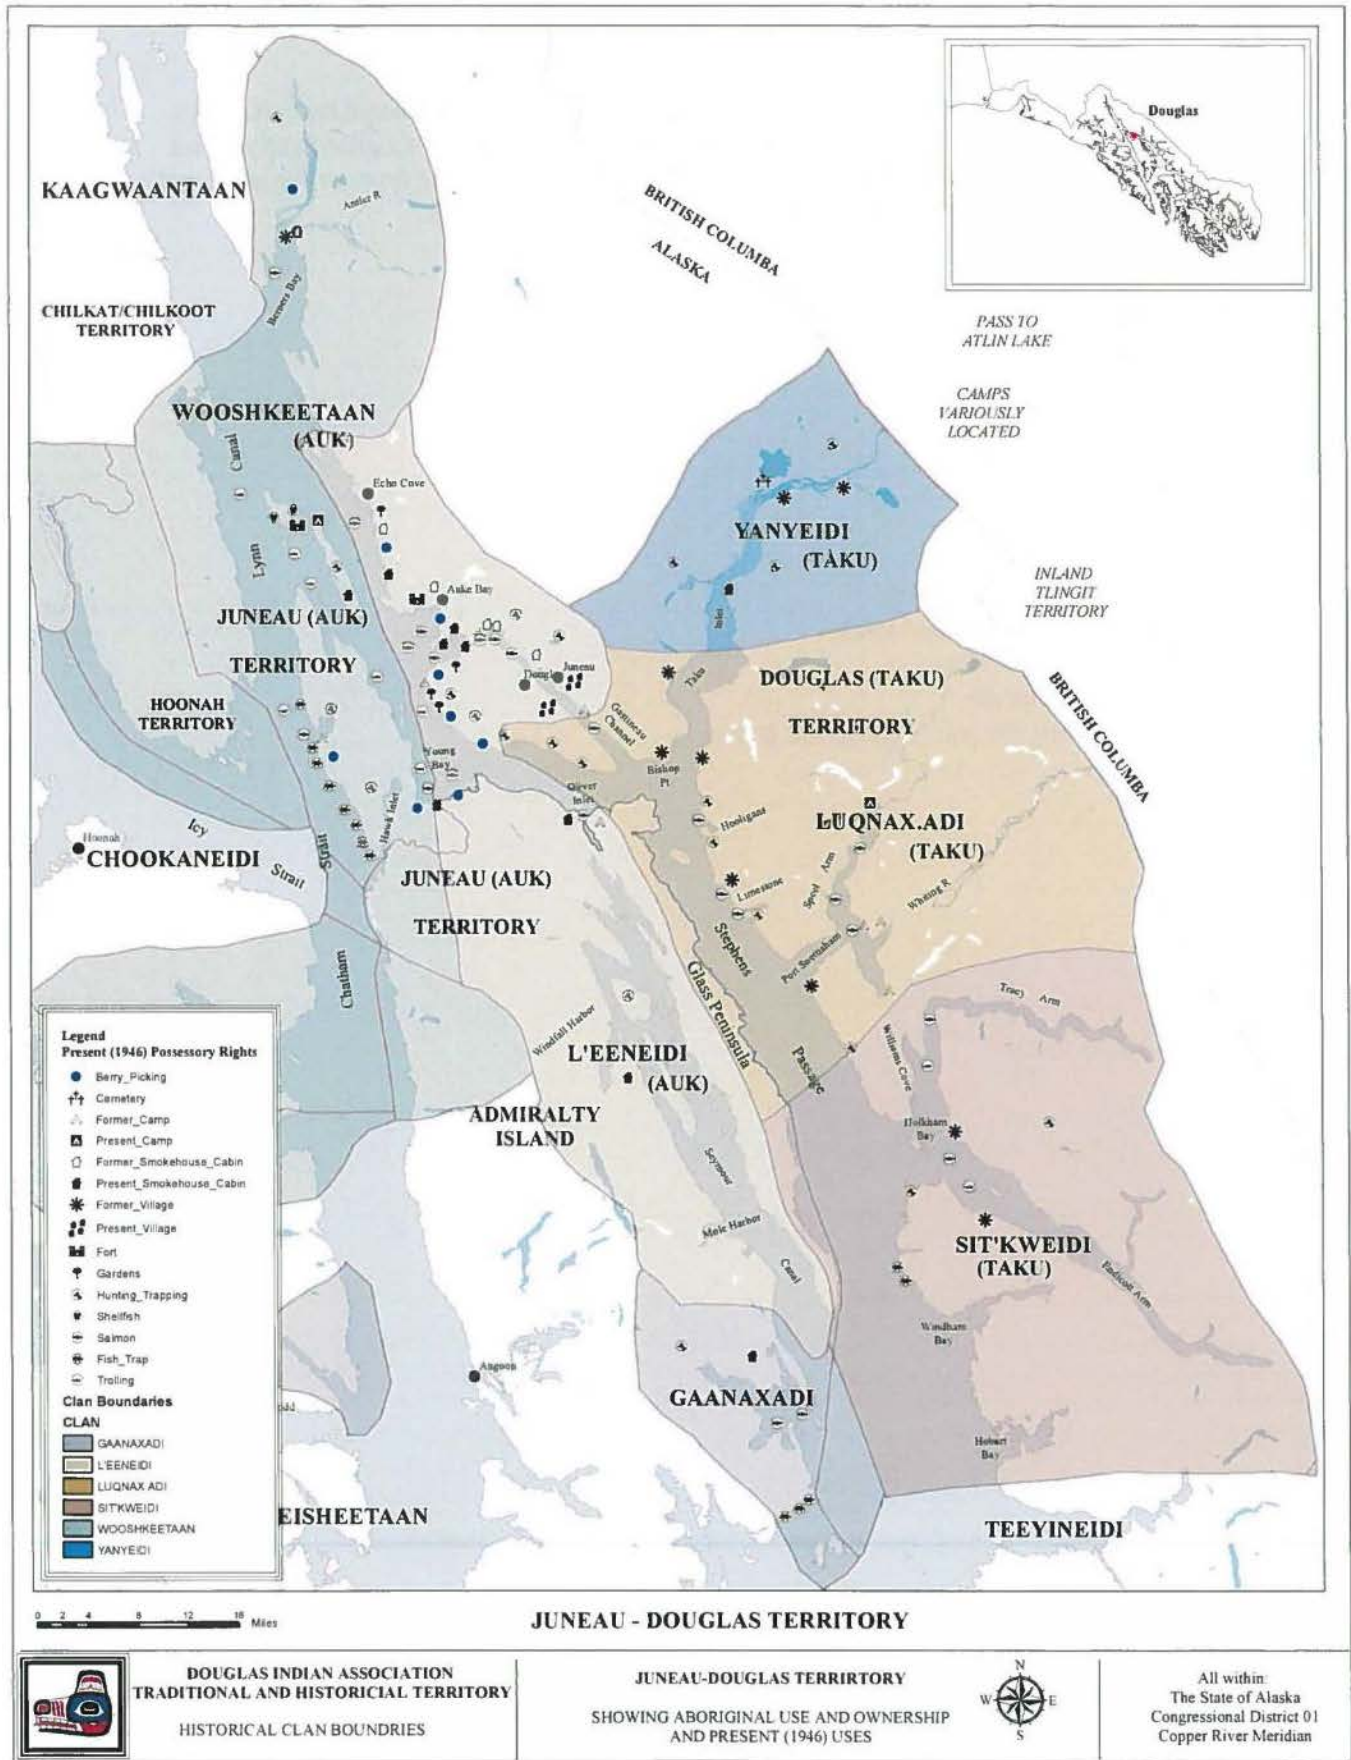 Douglas
BRITISH COLUMBIA
ALASKA
KAAGWAANTAAN
Antler R
Berners Bay
CHILKAT/CHILKOOT
TERRITORY
PASS TO
ATLIN LAKE
CAMPS
VARIOUSLY
LOCATED
WOOSHKEETAAN
(AUK)
Canal
Lynn
Echo Cove
YANYEIDI
(TAKU)
INLAND
TLINGIT
TERRITORY
Auke Bay
JUNEAU (AUK)
TERRITORY
Inlet
Taku
DOUGLAS (TAKU)
TERRITORY
BRITISH COLUMBIA
Juneau
HOONAH
TERRITORY
Gastineau
Channel
Young
Bay
Bishop
Pt
Oliver
Inlet
Hawk Inlet
Hooligans
LUQNAX.ADI
(TAKU)
Hoonah
CHOOKANEIDI
Icy
Strait
Strait
JUNEAU (AUK)
TERRITORY
Limestone
Speel Arm
Whiting R
Port Snettisham
Stephens
Passage
Glass Peninsula
Chatham
Tracy Arm
Williams Cove
Windfall Harbor
L'EENEIDI
(AUK)
ADMIRALTY
ISLAND
Holkham
Bay
Seymour
Canal
Mole Harbor
SIT'KWEIDI
(TAKU)
Endicott Arm
Windham
Bay
Angoon
GAANAXADI
Hobart
Bay
EISHEETAAN
TEEYINEIDI
Legend
Present (1946) Possessory Rights
Berry_Picking
Cemetery
Former_Camp
Present_Camp
Former_Smokehouse_Cabin
Present_Smokehouse_Cabin
Former_Village
Present_Village
Fort
Gardens
Hunting_Trapping
Shellfish
Salmon
Fish_Trap
Trolling
Clan Boundaries
CLAN
GAANAXADI
L'EENEIDI
LUQNAX.ADI
SIT'KWEIDI
WOOSHKEETAAN
YANYEIDI
0 2 4 8 12 16 Miles
JUNEAU - DOUGLAS TERRITORY
DOUGLAS INDIAN ASSOCIATION
TRADITIONAL AND HISTORICIAL TERRITORY
HISTORICAL CLAN BOUNDRIES
JUNEAU-DOUGLAS TERRIRTORY
SHOWING ABORIGINAL USE AND OWNERSHIP
AND PRESENT (1946) USES
N
W E
S
All within:
The State of Alaska
Congressional District 01
Copper River Meridian